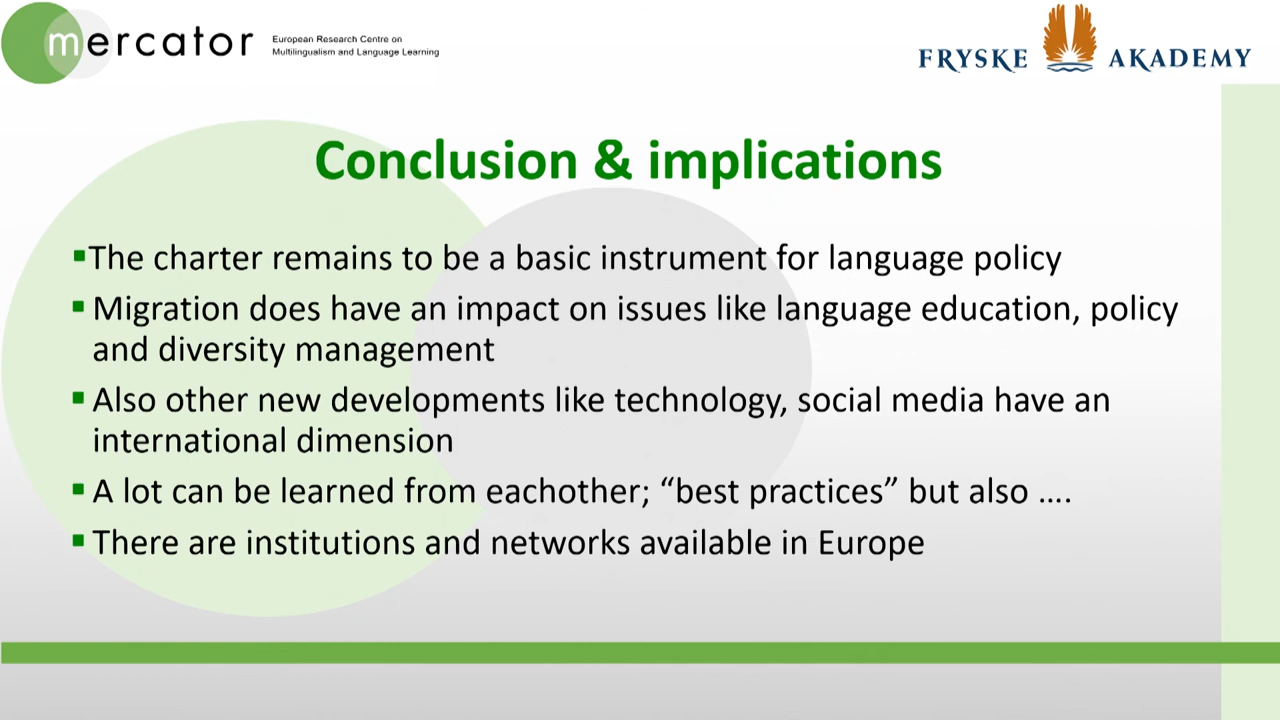 mercator
European Research Centre on
Multilingualism and Language Learning
FRYSKE AKADEMY
Conclusion & implications
▪The charter remains to be a basic instrument for language policy
▪ Migration does have an impact on issues like language education, policy
and diversity management
▪ Also other new developments like technology, social media have an
international dimension
▪ A lot can be learned from eachother; “best practices” but also ….
▪ There are institutions and networks available in Europe